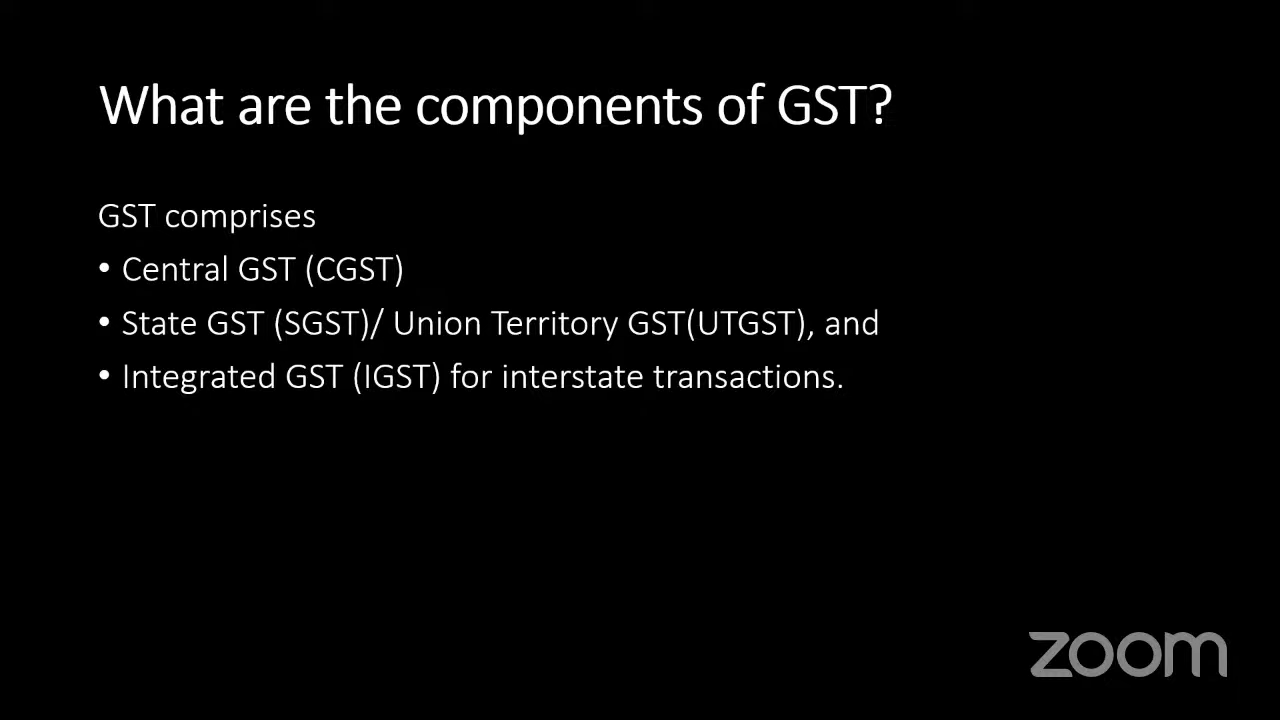 What are the components of GST?
GST comprises
• Central GST (CGST)
• State GST (SGST)/ Union Territory GST(UTGST), and
• Integrated GST (IGST) for interstate transactions.
zoom